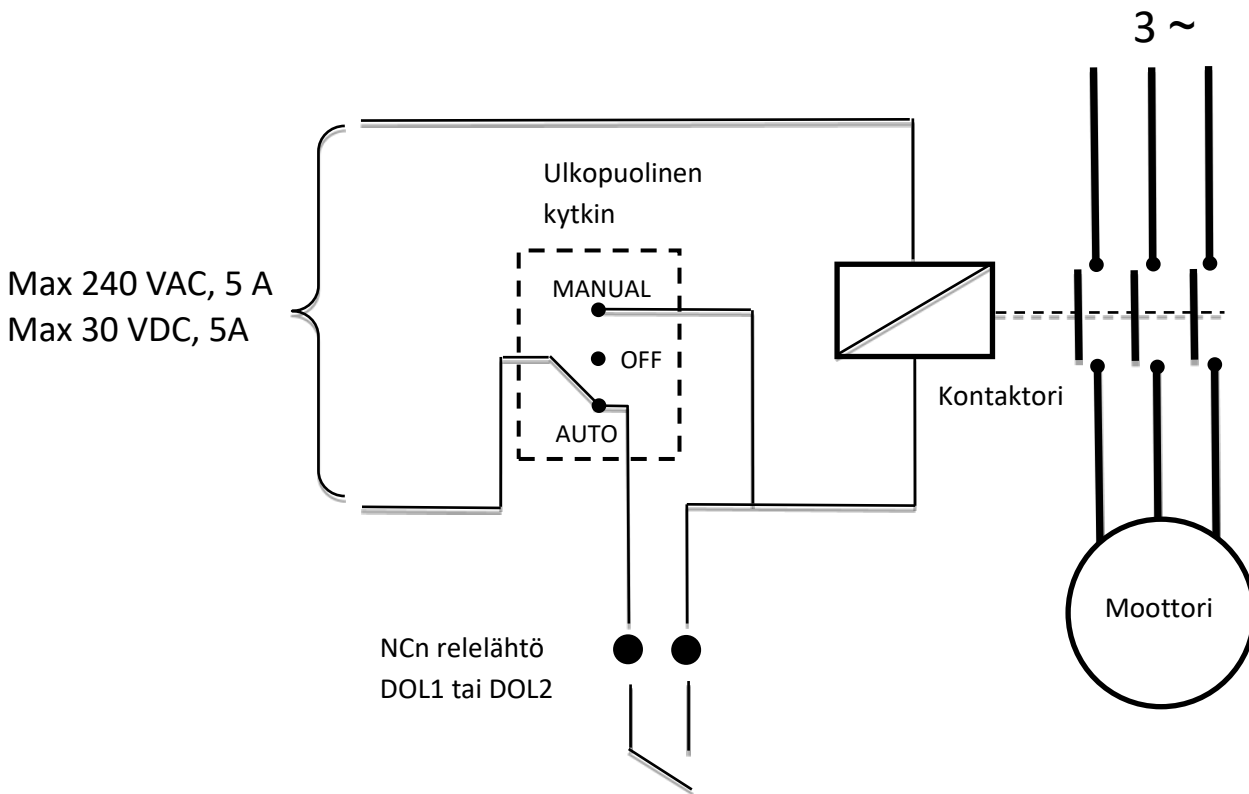 3 ~
Ulkopuolinen
kytkin
Max 240 VAC, 5 A
Max 30 VDC, 5A
MANUAL
OFF
AUTO
Kontaktori
Moottori
NCn relelähtö
DOL1 tai DOL2